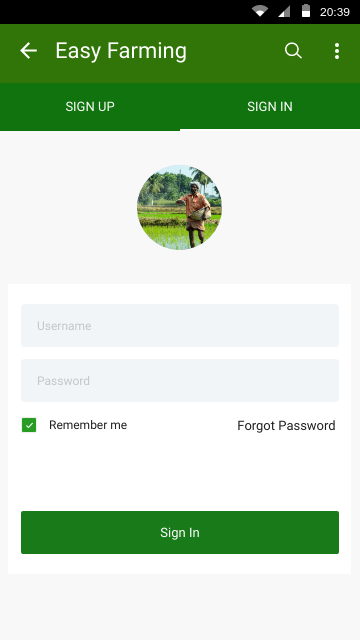 20:39
Easy Farming
SIGN UP
SIGN IN
Username
Password
Remember me
Forgot Password
Sign In